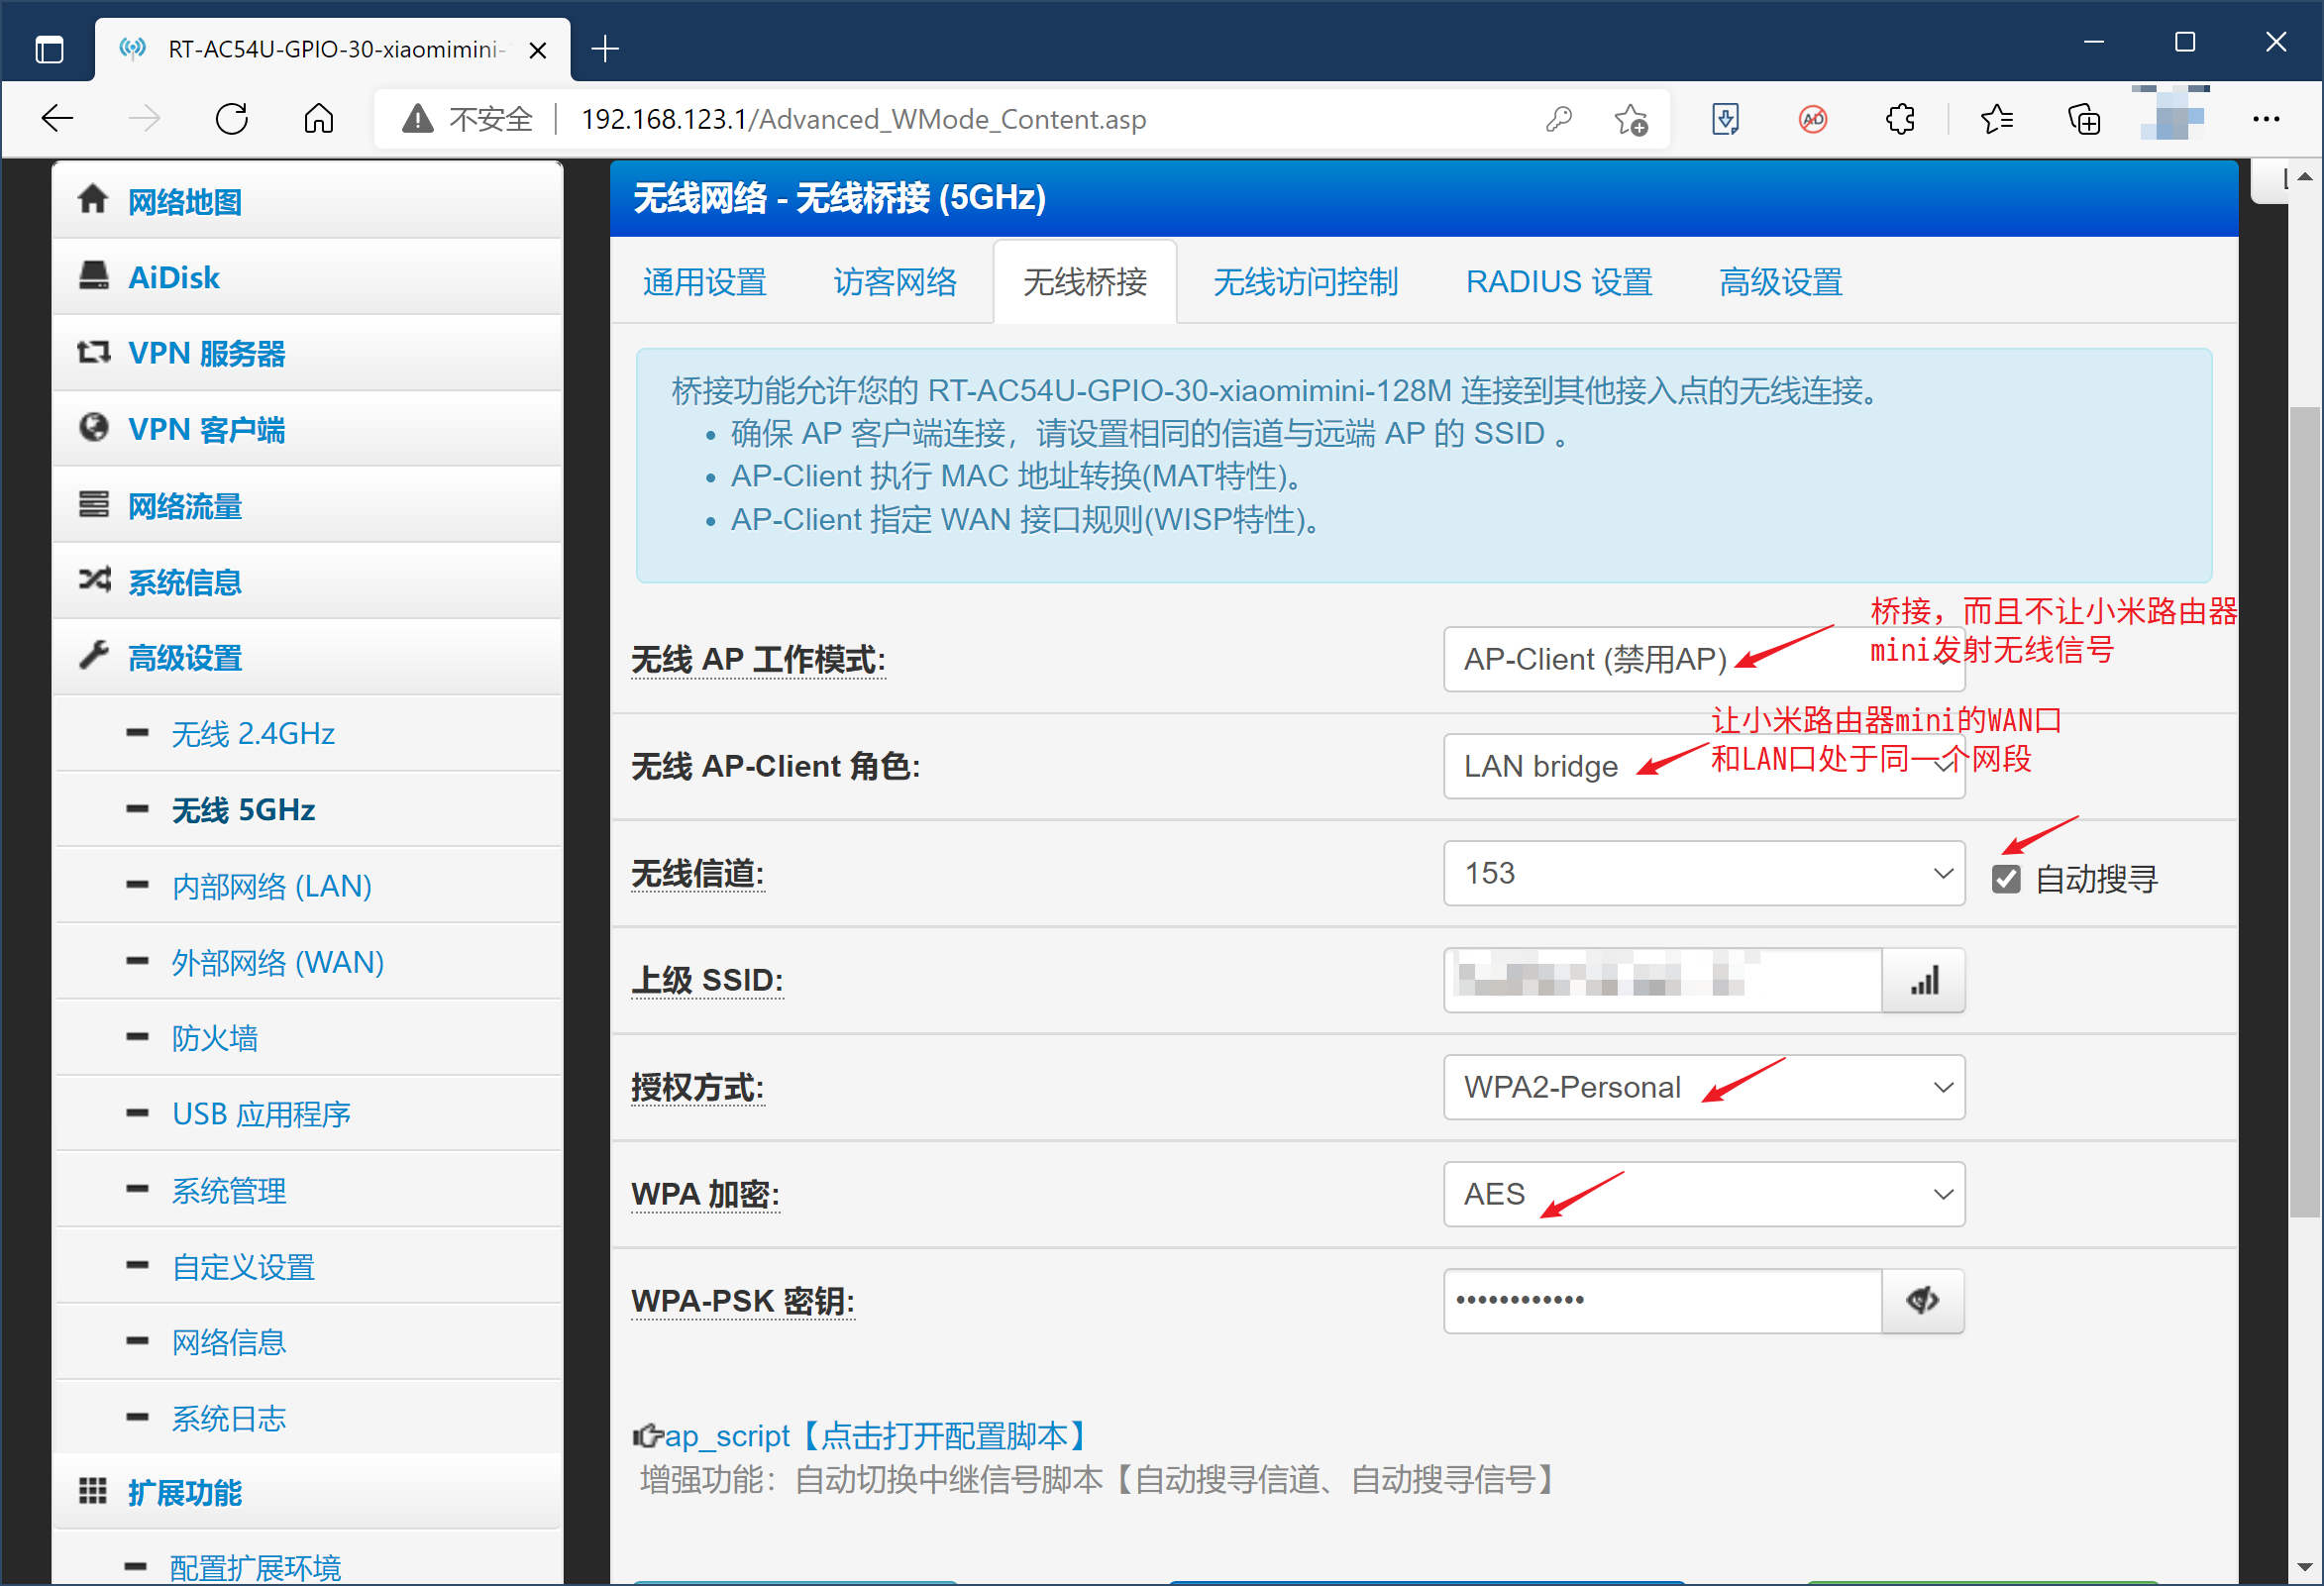 RT-AC54U-GPIO-30-xiaomimini-
不安全 192.168.123.1/Advanced_WMode_Content.asp
网络地图
AiDisk
VPN 服务器
VPN 客户端
网络流量
系统信息
高级设置
无线 2.4GHz
无线 5GHz
内部网络 (LAN)
外部网络 (WAN)
防火墙
USB 应用程序
系统管理
自定义设置
网络信息
系统日志
扩展功能
配置扩展环境
无线网络 - 无线桥接 (5GHz)
通用设置 访客网络 无线桥接 无线访问控制 RADIUS 设置 高级设置
桥接功能允许您的 RT-AC54U-GPIO-30-xiaomimini-128M 连接到其他接入点的无线连接。
• 确保 AP 客户端连接，请设置相同的信道与远端 AP 的 SSID 。
• AP-Client 执行 MAC 地址转换(MAT特性)。
• AP-Client 指定 WAN 接口规则(WISP特性)。
桥接，而且不让小米路由器
mini发射无线信号
无线 AP 工作模式: AP-Client (禁用AP)
让小米路由器mini的WAN口
和LAN口处于同一个网段
无线 AP-Client 角色: LAN bridge
无线信道: 153 自动搜寻
上级 SSID:
授权方式: WPA2-Personal
WPA 加密: AES
WPA-PSK 密钥: ••••••••••••
ap_script【点击打开配置脚本】
增强功能：自动切换中继信号脚本【自动搜寻信道、自动搜寻信号】